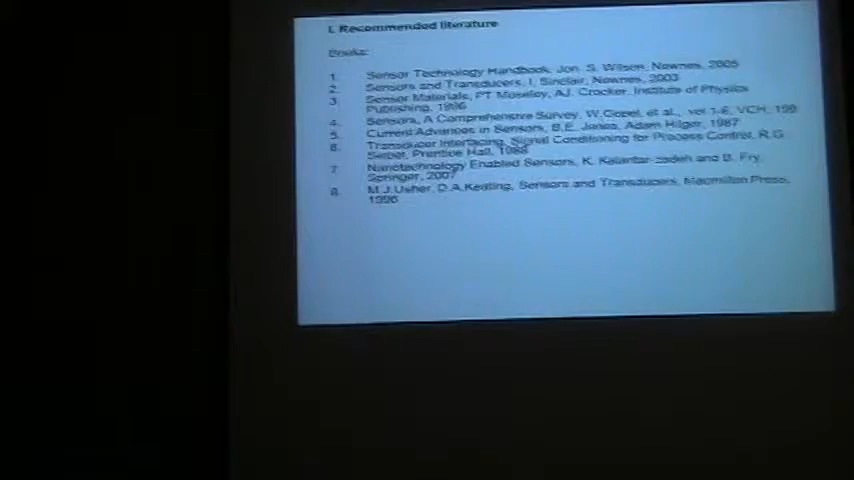 I. Recommended literature
Books:
1. Sensor Technology Handbook, Jon. S. Wilson, Newnes, 2005
2. Sensors and Transducers, I. Sinclair, Newnes, 2003
3. Sensor Materials, PT Moseley, AJ. Crocker, Institute of Physics
Publishing, 1996
4. Sensors, A Comprehensive Survey, W.Gopel, et al., vol 1-6, VCH, 199
5. Current Advances in Sensors, B.E. Jones, Adam Hilger, 1987
6. Transducer Interfacing, Signal Conditioning for Process Control, R.G.
Prentice Hall, 1988
7. Nanotechnology Enabled Sensors, K. Kalantar-zadeh and B. Fry,
Springer, 2007
8. M.J.Usher, D.A.Keating, Sensors and Transducers, Macmillan Press,
1996